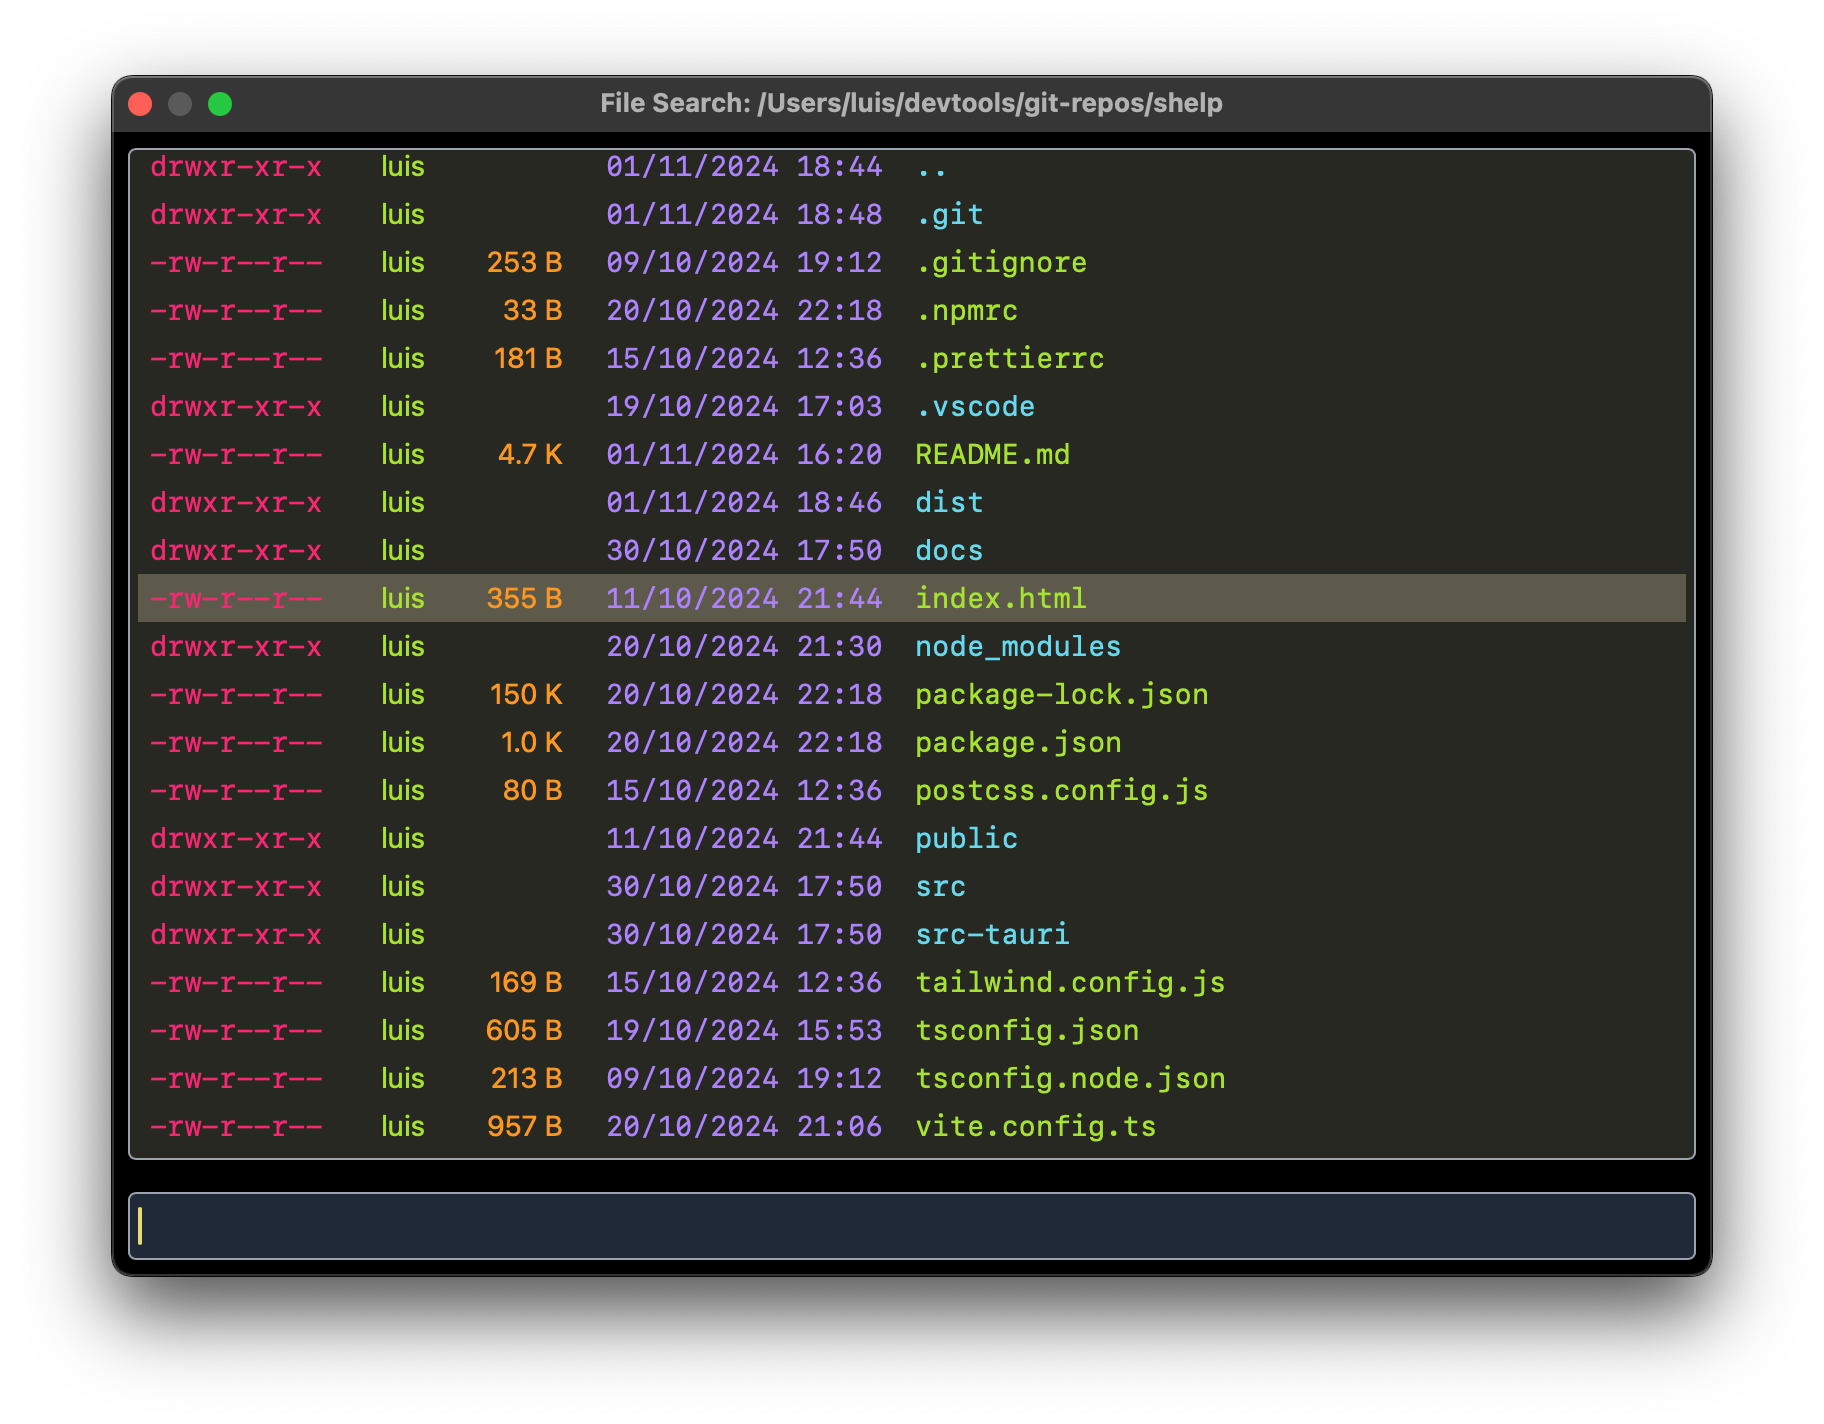 File Search: /Users/luis/devtools/git-repos/shelp
drwxr-xr-x luis 01/11/2024 18:44 ..
drwxr-xr-x luis 01/11/2024 18:48 .git
-rw-r--r-- luis 253 B 09/10/2024 19:12 .gitignore
-rw-r--r-- luis 33 B 20/10/2024 22:18 .npmrc
-rw-r--r-- luis 181 B 15/10/2024 12:36 .prettierrc
drwxr-xr-x luis 19/10/2024 17:03 .vscode
-rw-r--r-- luis 4.7 K 01/11/2024 16:20 README.md
drwxr-xr-x luis 01/11/2024 18:46 dist
drwxr-xr-x luis 30/10/2024 17:50 docs
-rw-r--r-- luis 355 B 11/10/2024 21:44 index.html
drwxr-xr-x luis 20/10/2024 21:30 node_modules
-rw-r--r-- luis 150 K 20/10/2024 22:18 package-lock.json
-rw-r--r-- luis 1.0 K 20/10/2024 22:18 package.json
-rw-r--r-- luis 80 B 15/10/2024 12:36 postcss.config.js
drwxr-xr-x luis 11/10/2024 21:44 public
drwxr-xr-x luis 30/10/2024 17:50 src
drwxr-xr-x luis 30/10/2024 17:50 src-tauri
-rw-r--r-- luis 169 B 15/10/2024 12:36 tailwind.config.js
-rw-r--r-- luis 605 B 19/10/2024 15:53 tsconfig.json
-rw-r--r-- luis 213 B 09/10/2024 19:12 tsconfig.node.json
-rw-r--r-- luis 957 B 20/10/2024 21:06 vite.config.ts